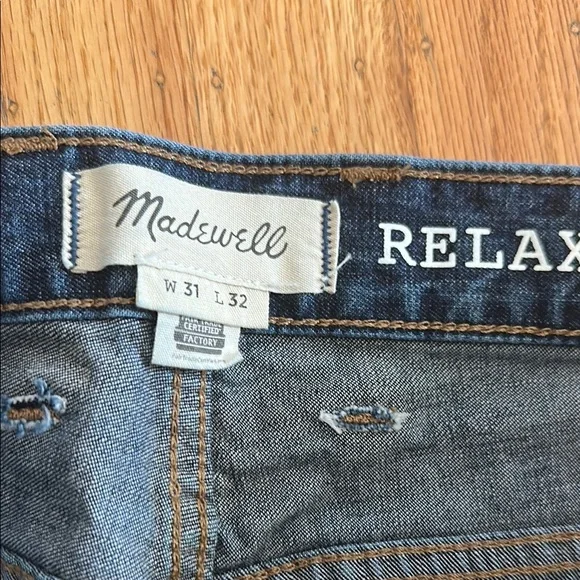 Madewell
RELAX
W 31 L 32
CERTIFIED®
FACTORY